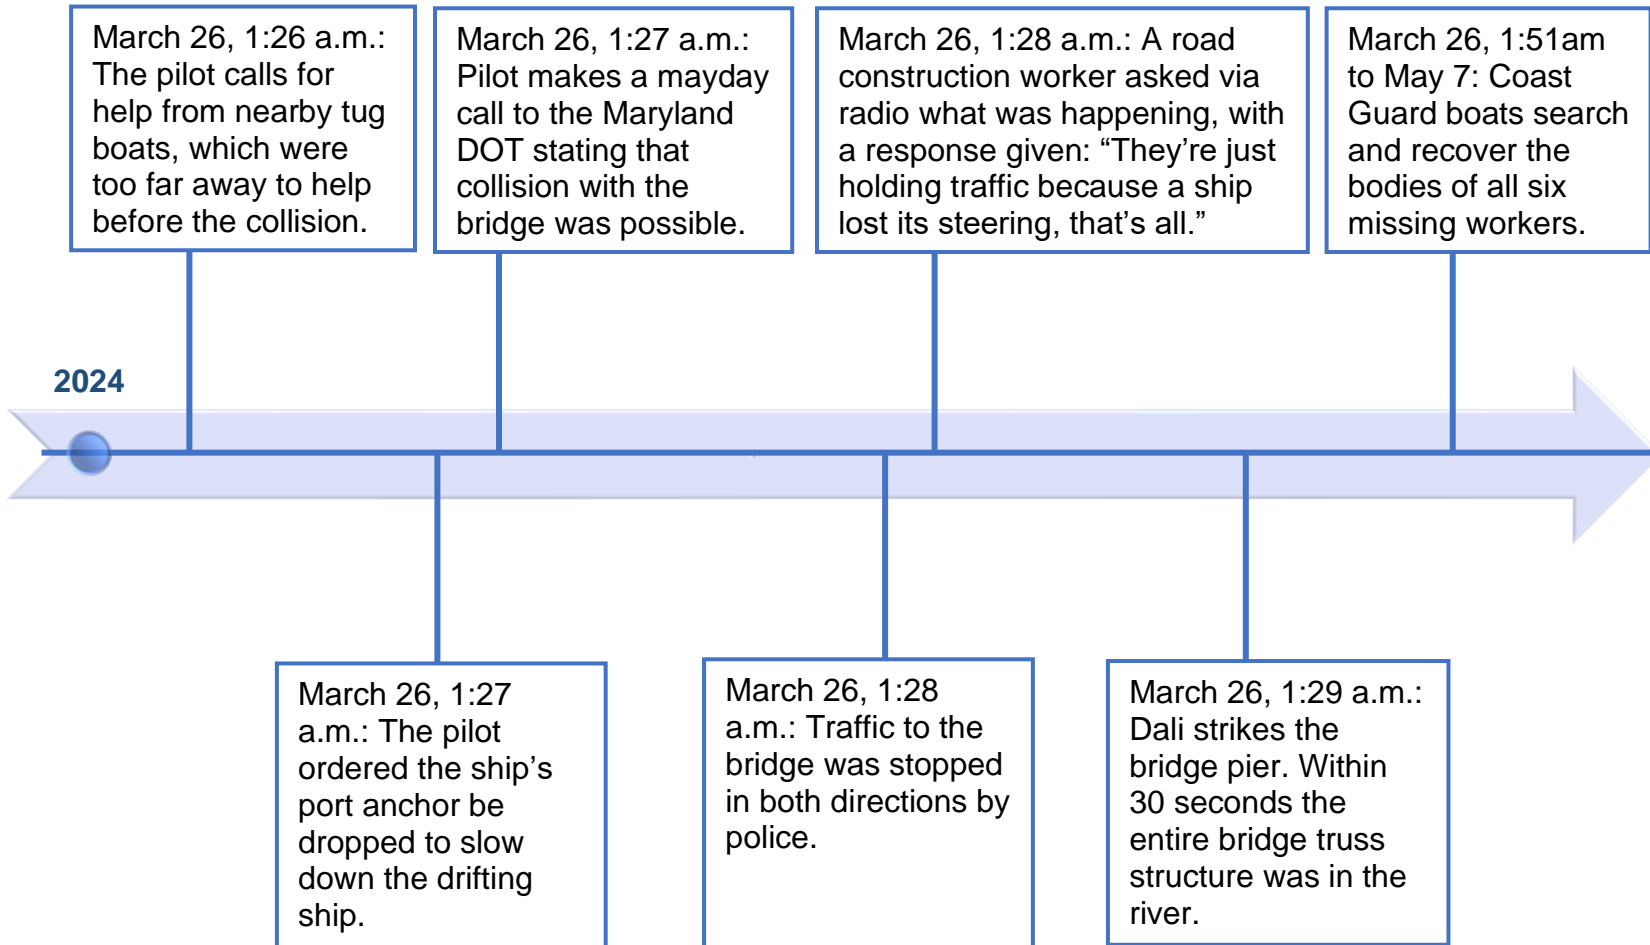 March 26, 1:26 a.m.:
The pilot calls for
help from nearby tug
boats, which were
too far away to help
before the collision.
March 26, 1:27 a.m.:
Pilot makes a mayday
call to the Maryland
DOT stating that
collision with the
bridge was possible.
March 26, 1:28 a.m.: A road
construction worker asked via
radio what was happening, with
a response given: “They’re just
holding traffic because a ship
lost its steering, that’s all.”
March 26, 1:51am
to May 7: Coast
Guard boats search
and recover the
bodies of all six
missing workers.
2024
March 26, 1:27
a.m.: The pilot
ordered the ship’s
port anchor be
dropped to slow
down the drifting
ship.
March 26, 1:28
a.m.: Traffic to the
bridge was stopped
in both directions by
police.
March 26, 1:29 a.m.:
Dali strikes the
bridge pier. Within
30 seconds the
entire bridge truss
structure was in the
river.